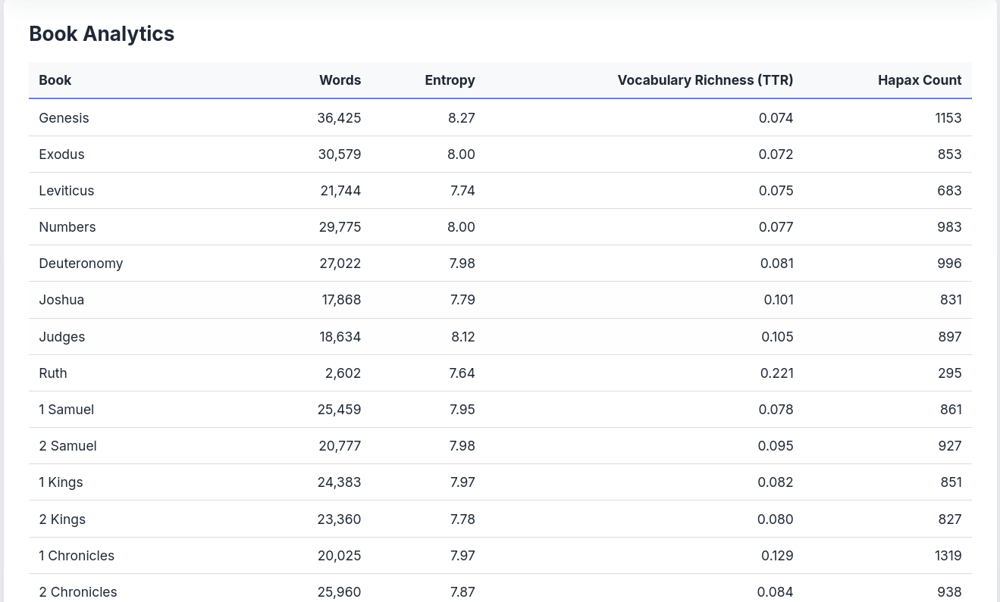 Book Analytics
Book Words Entropy Vocabulary Richness (TTR) Hapax Count
Genesis 36,425 8.27 0.074 1153
Exodus 30,579 8.00 0.072 853
Leviticus 21,744 7.74 0.075 683
Numbers 29,775 8.00 0.077 983
Deuteronomy 27,022 7.98 0.081 996
Joshua 17,868 7.79 0.101 831
Judges 18,634 8.12 0.105 897
Ruth 2,602 7.64 0.221 295
1 Samuel 25,459 7.95 0.078 861
2 Samuel 20,777 7.98 0.095 927
1 Kings 24,383 7.97 0.082 851
2 Kings 23,360 7.78 0.080 827
1 Chronicles 20,025 7.97 0.129 1319
2 Chronicles 25,960 7.87 0.084 938